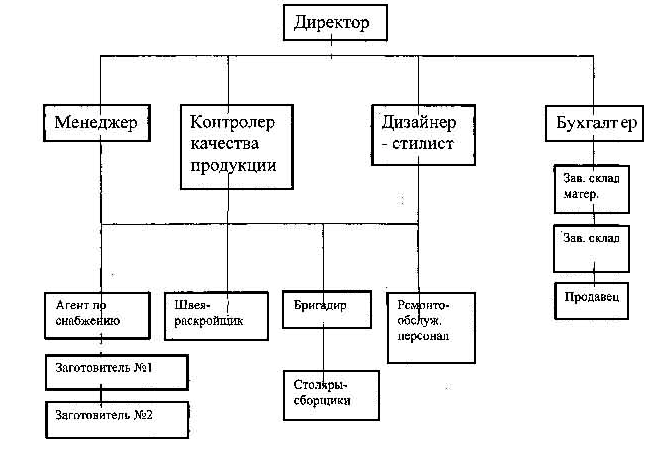 Директор
Менеджер
Контролер
качества
продукции
Дизайнер
- стилист
Бухгалтер
Зав. склад
матер.
Зав. склад
Продавец
Агент по
снабжению
Швея-
раскройщик
Бригадир
Ремонто-
обслуж.
персонал
Заготовитель №1
Заготовитель №2
Столяры-
сборщики